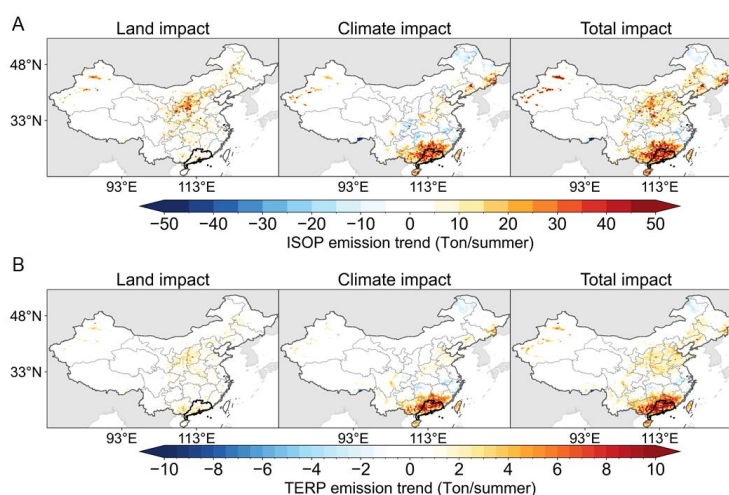 A
Land impact Climate impact Total impact
48°N
33°N
93°E 113°E 93°E 113°E 93°E 113°E
−50 −40 −30 −20 −10 0 10 20 30 40 50
ISOP emission trend (Ton/summer)
B
Land impact Climate impact Total impact
48°N
33°N
93°E 113°E 93°E 113°E 93°E 113°E
−10 −8 −6 −4 −2 0 2 4 6 8 10
TERP emission trend (Ton/summer)